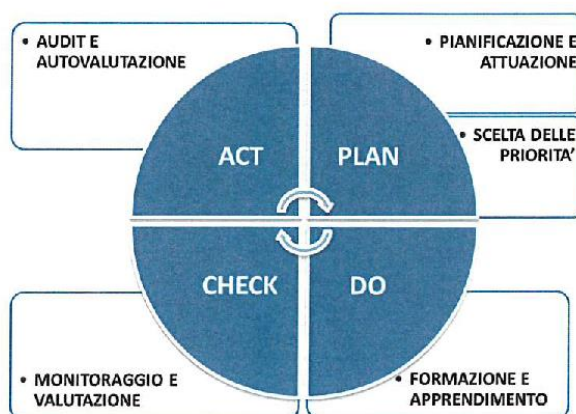 • AUDIT E
AUTOVALUTAZIONE
• PIANIFICAZIONE E
ATTUAZIONE
• SCELTA DELLE
PRIORITA'
ACT
PLAN
CHECK
DO
• MONITORAGGIO E
VALUTAZIONE
• FORMAZIONE E
APPRENDIMENTO